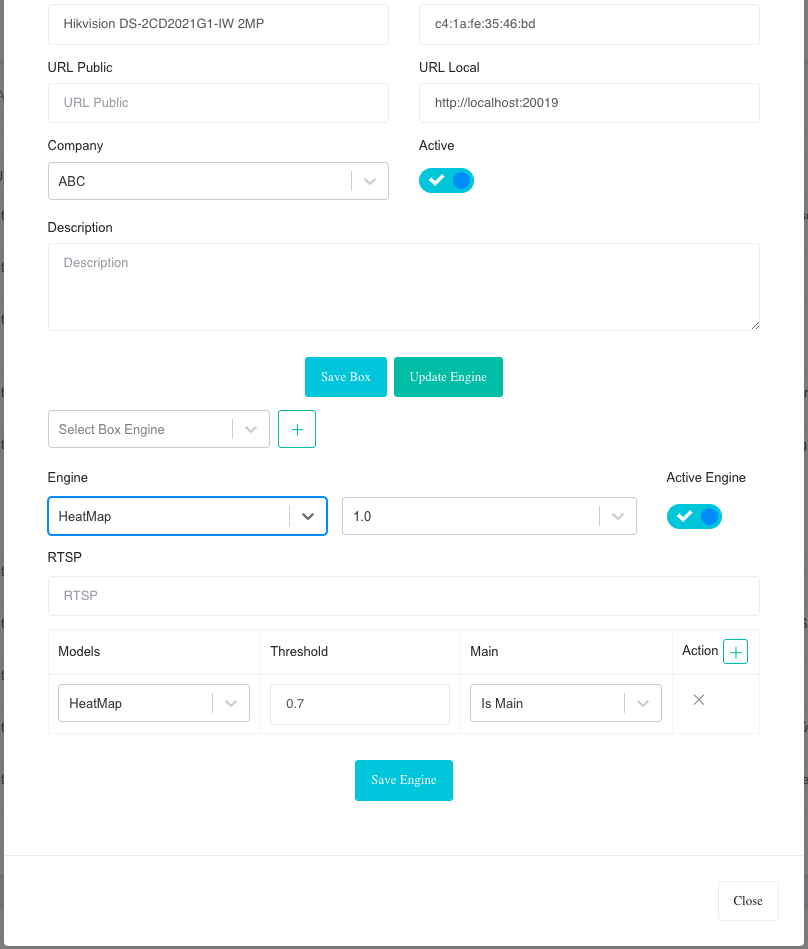 Hikvision DS-2CD2021G1-IW 2MP
c4:1a:fe:35:46:bd
URL Public
URL Local
URL Public
http://localhost:20019
Company
Active
ABC
Description
Description
Save Box
Update Engine
Select Box Engine
Engine
Active Engine
HeatMap
1.0
RTSP
RTSP
Models
Threshold
Main
Action
HeatMap
0.7
Is Main
Save Engine
Close